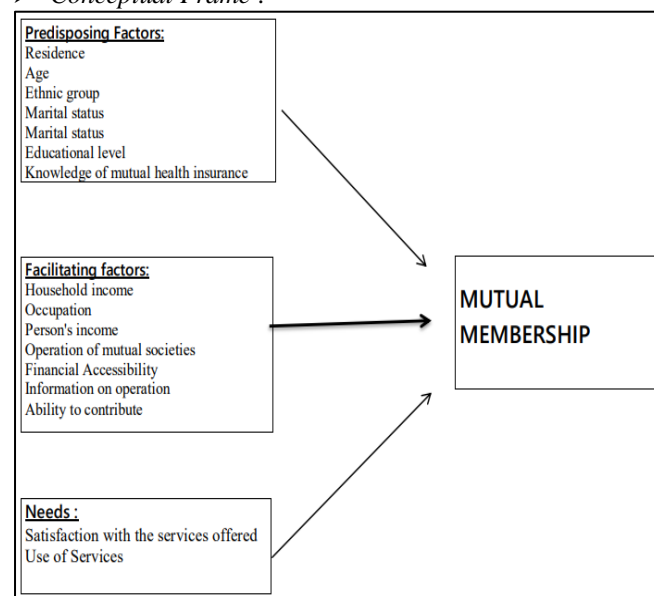 ➢ Conceptual Frame :
Predisposing Factors:
Residence
Age
Ethnic group
Marital status
Marital status
Educational level
Knowledge of mutual health insurance
Facilitating factors:
Household income
Occupation
Person's income
Operation of mutual societies
Financial Accessibility
Information on operation
Ability to contribute
MUTUAL
MEMBERSHIP
Needs :
Satisfaction with the services offered
Use of Services